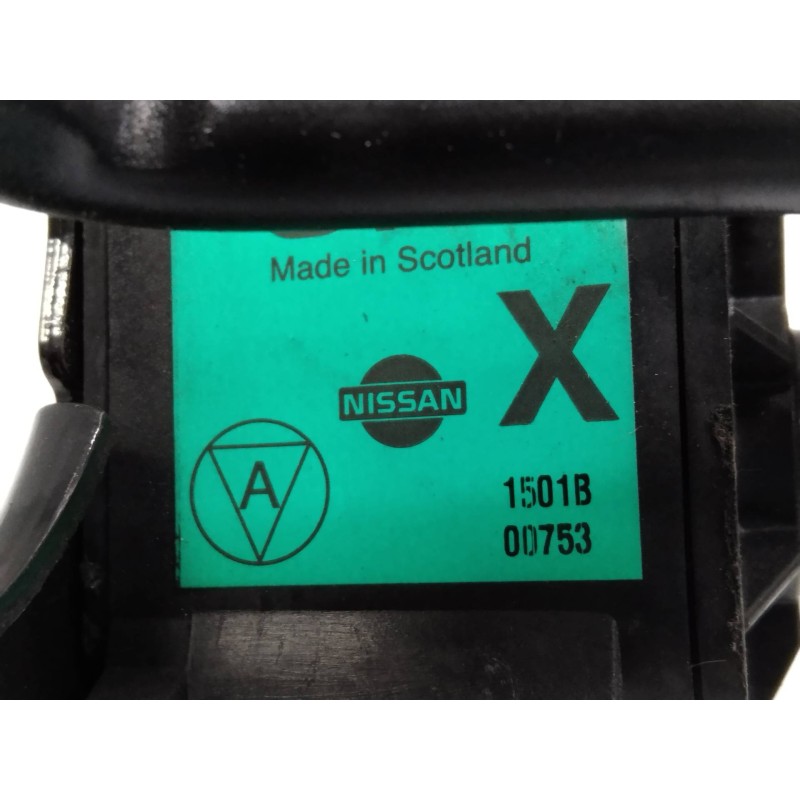 Made in Scotland
X
NISSAN
A
1501B
00753